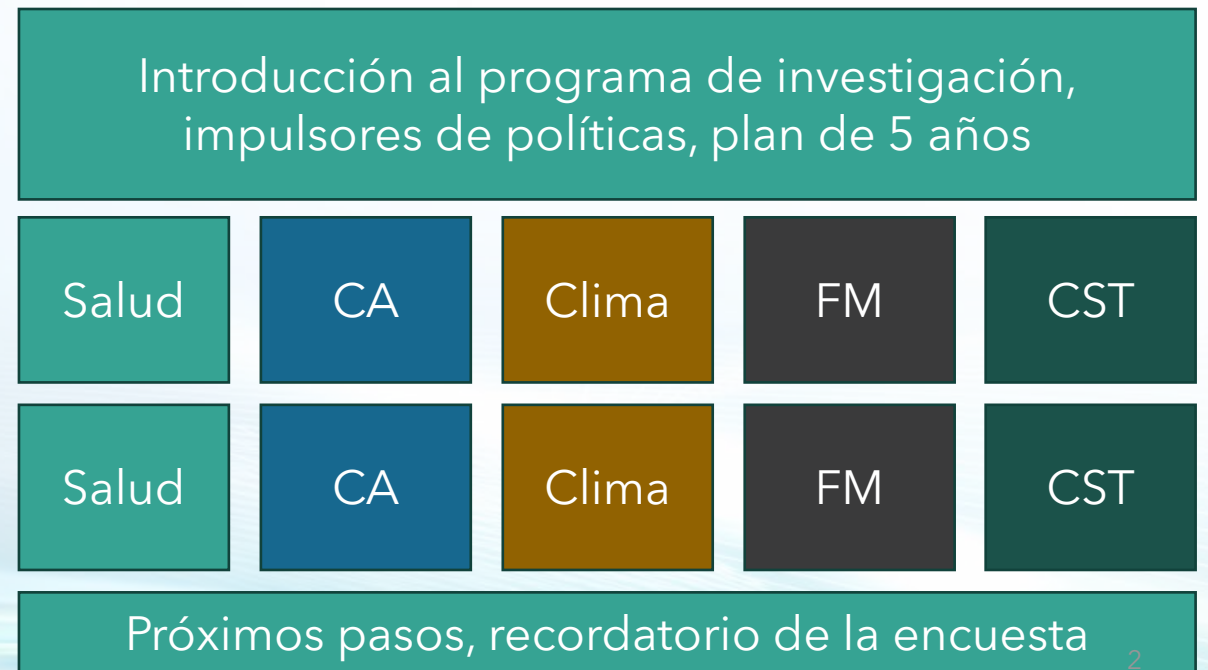 Introducción al programa de investigación,
impulsores de políticas, plan de 5 años
Salud CA Clima FM CST
Salud CA Clima FM CST
Próximos pasos, recordatorio de la encuesta
2